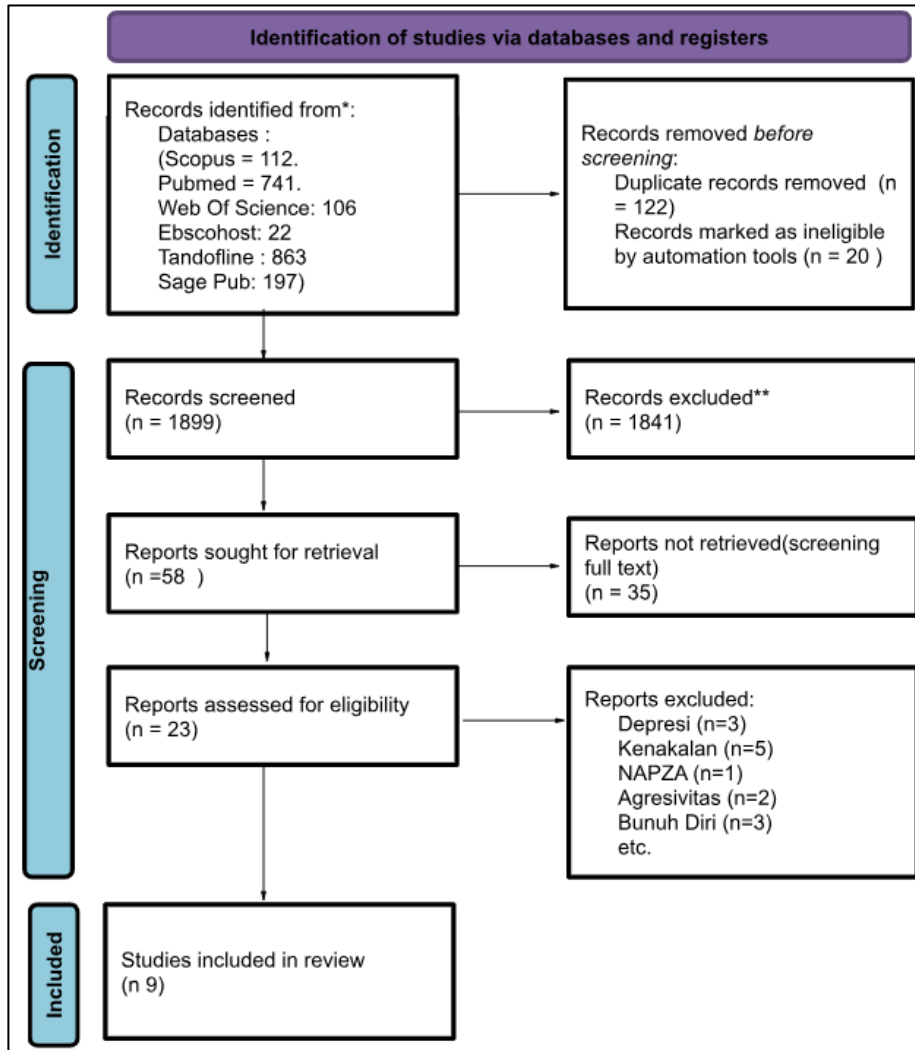 Identification of studies via databases and registers
Identification
Records identified from*:
Databases :
(Scopus = 112.
Pubmed = 741.
Web Of Science: 106
Ebscohost: 22
Tandofline : 863
Sage Pub: 197)
Records removed before
screening:
Duplicate records removed (n
= 122)
Records marked as ineligible
by automation tools (n = 20 )
Screening
Records screened
(n = 1899)
Records excluded**
(n = 1841)
Reports sought for retrieval
(n =58 )
Reports not retrieved(screening
full text)
(n = 35)
Reports assessed for eligibility
(n = 23)
Reports excluded:
Depresi (n=3)
Kenakalan (n=5)
NAPZA (n=1)
Agresivitas (n=2)
Bunuh Diri (n=3)
etc.
Included
Studies included in review
(n 9)